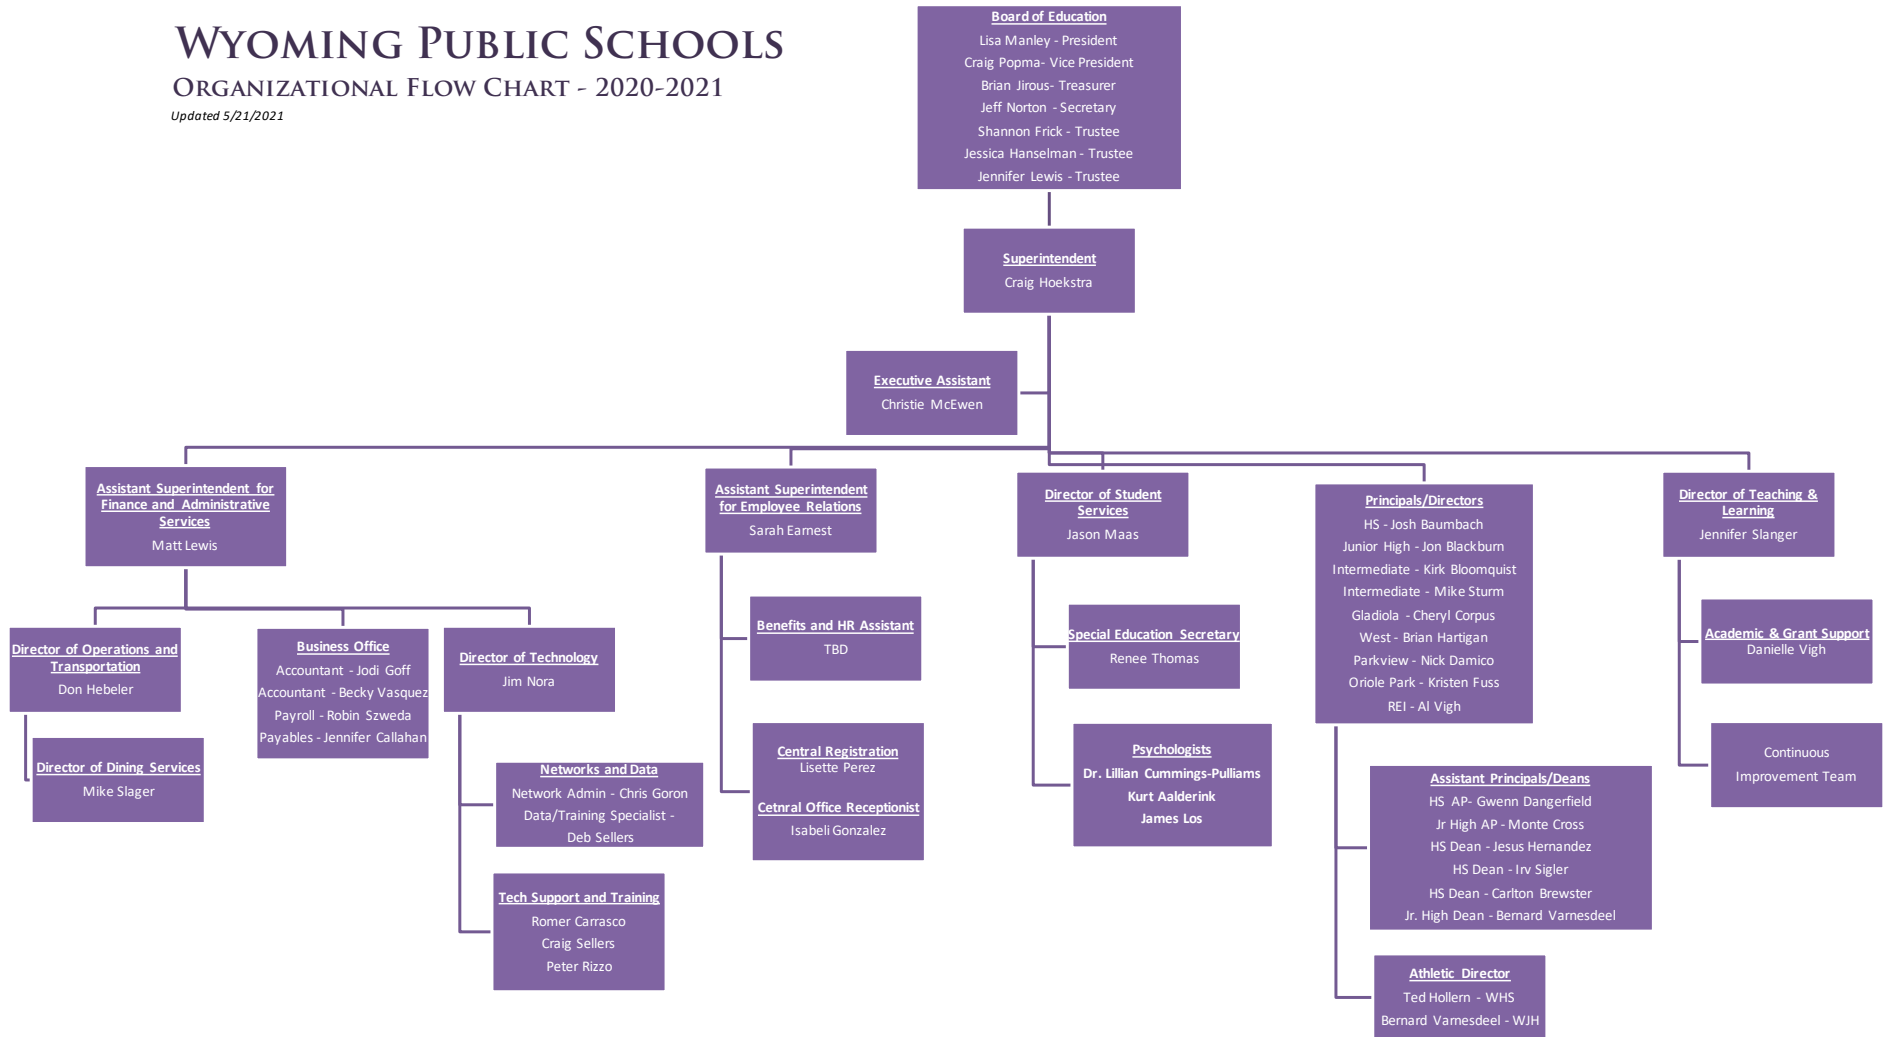 WYOMING PUBLIC SCHOOLS
ORGANIZATIONAL FLOW CHART - 2020-2021
Updated 5/21/2021
Board of Education
Lisa Manley - President
Craig Popma- Vice President
Brian Jirous- Treasurer
Jeff Norton - Secretary
Shannon Frick - Trustee
Jessica Hanselman - Trustee
Jennifer Lewis - Trustee
Superintendent
Craig Hoekstra
Executive Assistant
Christie McEwen
Assistant Superintendent for
Finance and Administrative
Services
Matt Lewis
Director of Operations and
Transportation
Don Hebeler
Director of Dining Services
Mike Slager
Business Office
Accountant - Jodi Goff
Accountant - Becky Vasquez
Payroll - Robin Szweda
Payables - Jennifer Callahan
Director of Technology
Jim Nora
Networks and Data
Network Admin - Chris Goron
Data/Training Specialist -
Deb Sellers
Tech Support and Training
Romer Carrasco
Craig Sellers
Peter Rizzo
Assistant Superintendent
for Employee Relations
Sarah Earnest
Benefits and HR Assistant
TBD
Central Registration
Lisette Perez
Cetnral Office Receptionist
Isabeli Gonzalez
Director of Student
Services
Jason Maas
Special Education Secretary
Renee Thomas
Psychologists
Dr. Lillian Cummings-Pulliams
Kurt Aalderink
James Los
Principals/Directors
HS - Josh Baumbach
Junior High - Jon Blackburn
Intermediate - Kirk Bloomquist
Intermediate - Mike Sturm
Gladiola - Cheryl Corpus
West - Brian Hartigan
Parkview - Nick Damico
Oriole Park - Kristen Fuss
REI - Al Vigh
Assistant Principals/Deans
HS AP- Gwenn Dangerfield
Jr High AP - Monte Cross
HS Dean - Jesus Hernandez
HS Dean - Irv Sigler
HS Dean - Carlton Brewster
Jr. High Dean - Bernard Varnesdeel
Athletic Director
Ted Hollern - WHS
Bernard Varnesdeel - WJH
Director of Teaching &
Learning
Jennifer Slanger
Academic & Grant Support
Danielle Vigh
Continuous
Improvement Team